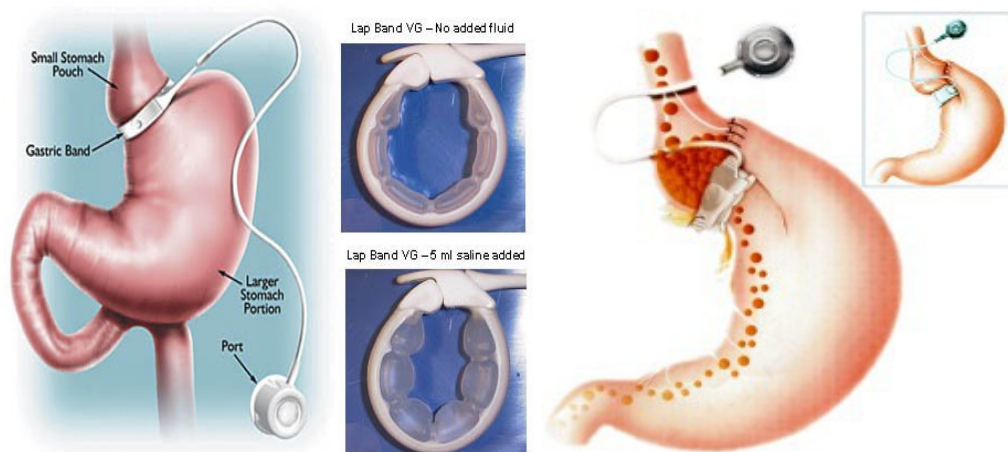 Small Stomach
Pouch
Gastric Band
Larger
Stomach
Portion
Port
Lap Band VG – No added fluid
Lap Band VG – 5 ml saline added